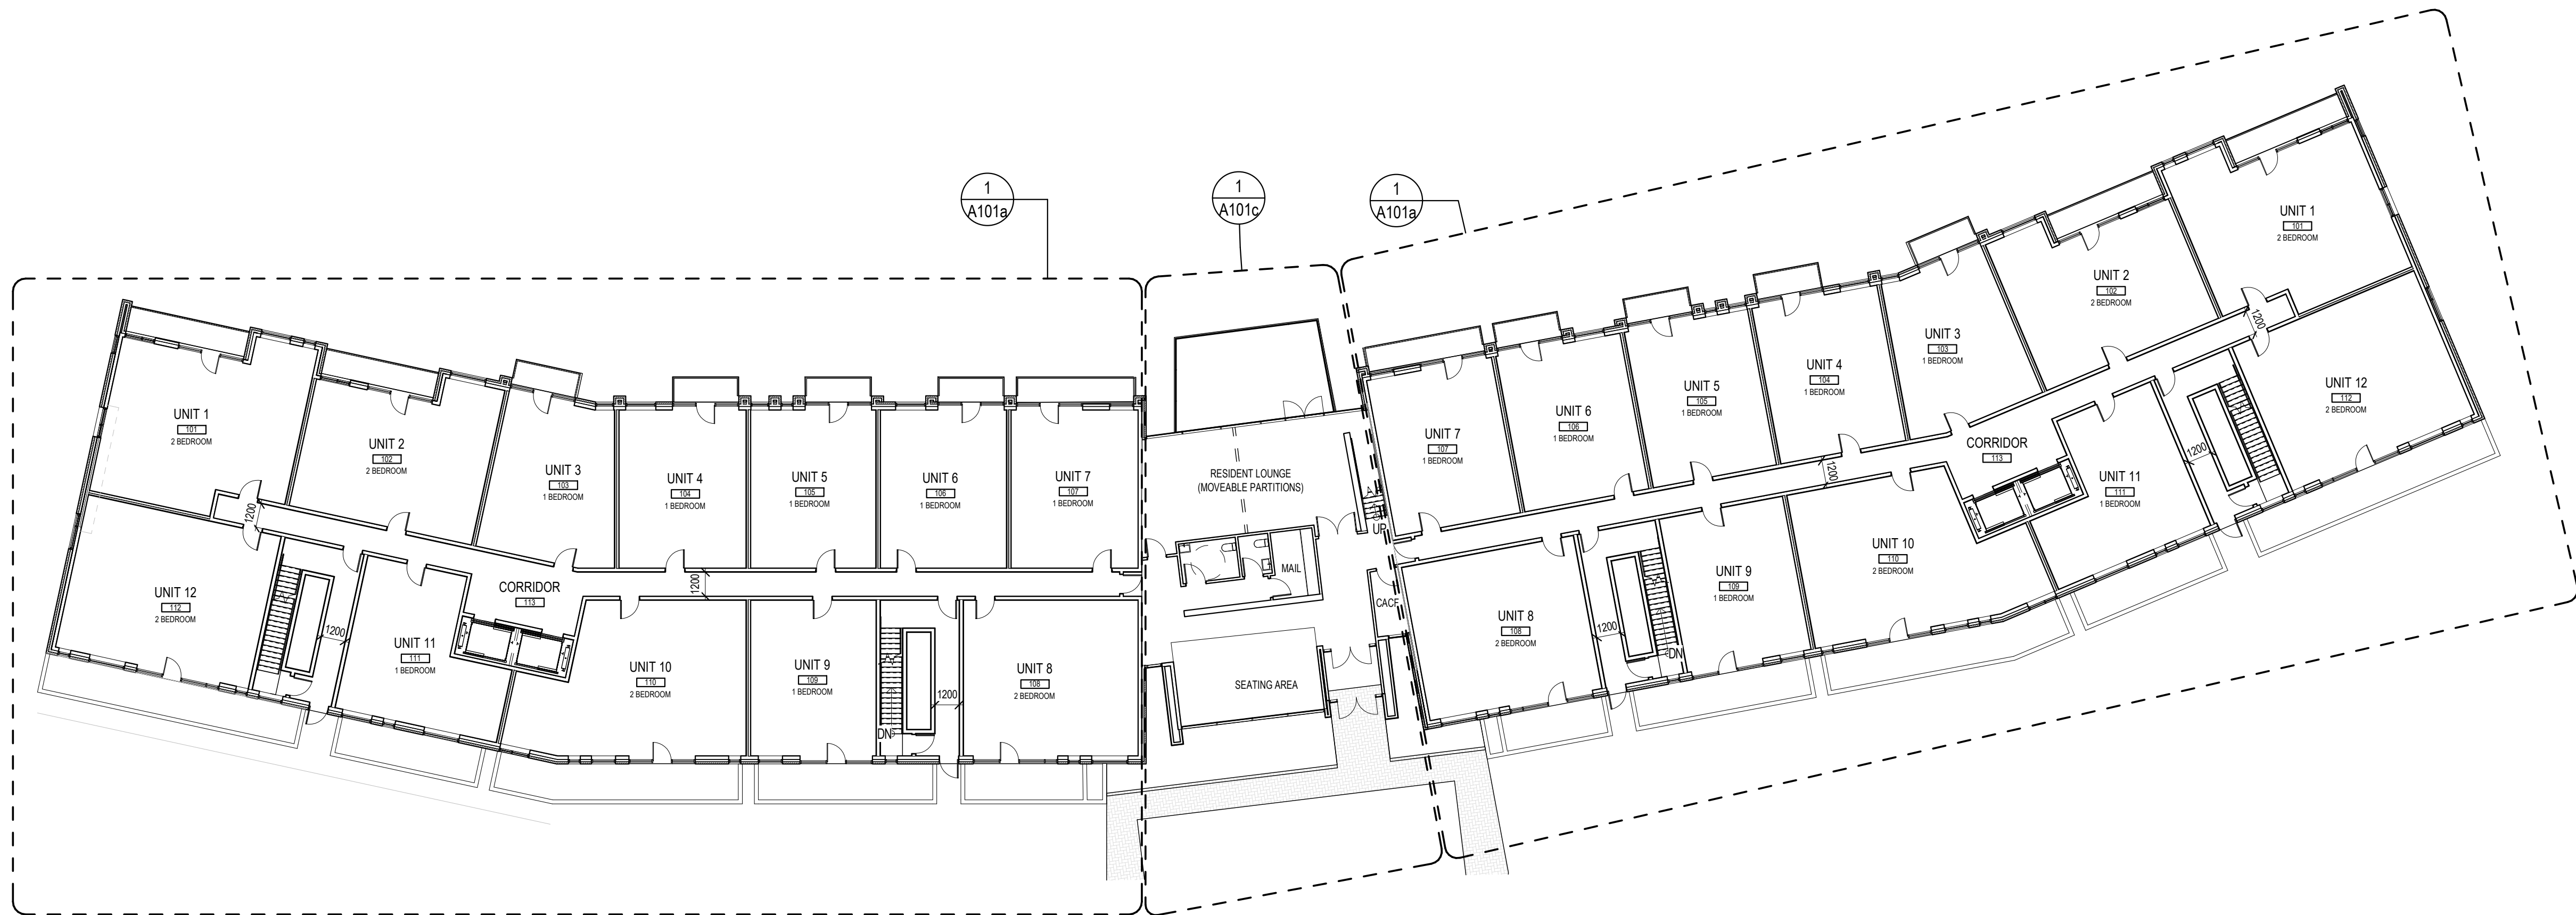 1
A101a
1
A101c
1
A101a
UNIT 1
101
2 BEDROOM
UNIT 2
102
2 BEDROOM
UNIT 3
103
1 BEDROOM
UNIT 4
104
1 BEDROOM
UNIT 5
105
1 BEDROOM
UNIT 6
106
1 BEDROOM
UNIT 7
107
1 BEDROOM
1200
CORRIDOR
113
1200
UNIT 12
112
2 BEDROOM
1200
UNIT 11
111
1 BEDROOM
UNIT 10
110
2 BEDROOM
UNIT 9
109
1 BEDROOM
DN
1200
UNIT 8
108
2 BEDROOM
RESIDENT LOUNGE
(MOVEABLE PARTITIONS)
UP
MAIL
CACF
SEATING AREA
UNIT 7
107
1 BEDROOM
UNIT 6
106
1 BEDROOM
UNIT 5
105
1 BEDROOM
UNIT 4
104
1 BEDROOM
UNIT 3
103
1 BEDROOM
UNIT 2
102
2 BEDROOM
UNIT 1
101
2 BEDROOM
1200
1200
CORRIDOR
113
UNIT 8
108
2 BEDROOM
1200
DN
UNIT 9
109
1 BEDROOM
UNIT 10
110
2 BEDROOM
UNIT 11
111
1 BEDROOM
1200
UNIT 12
112
2 BEDROOM